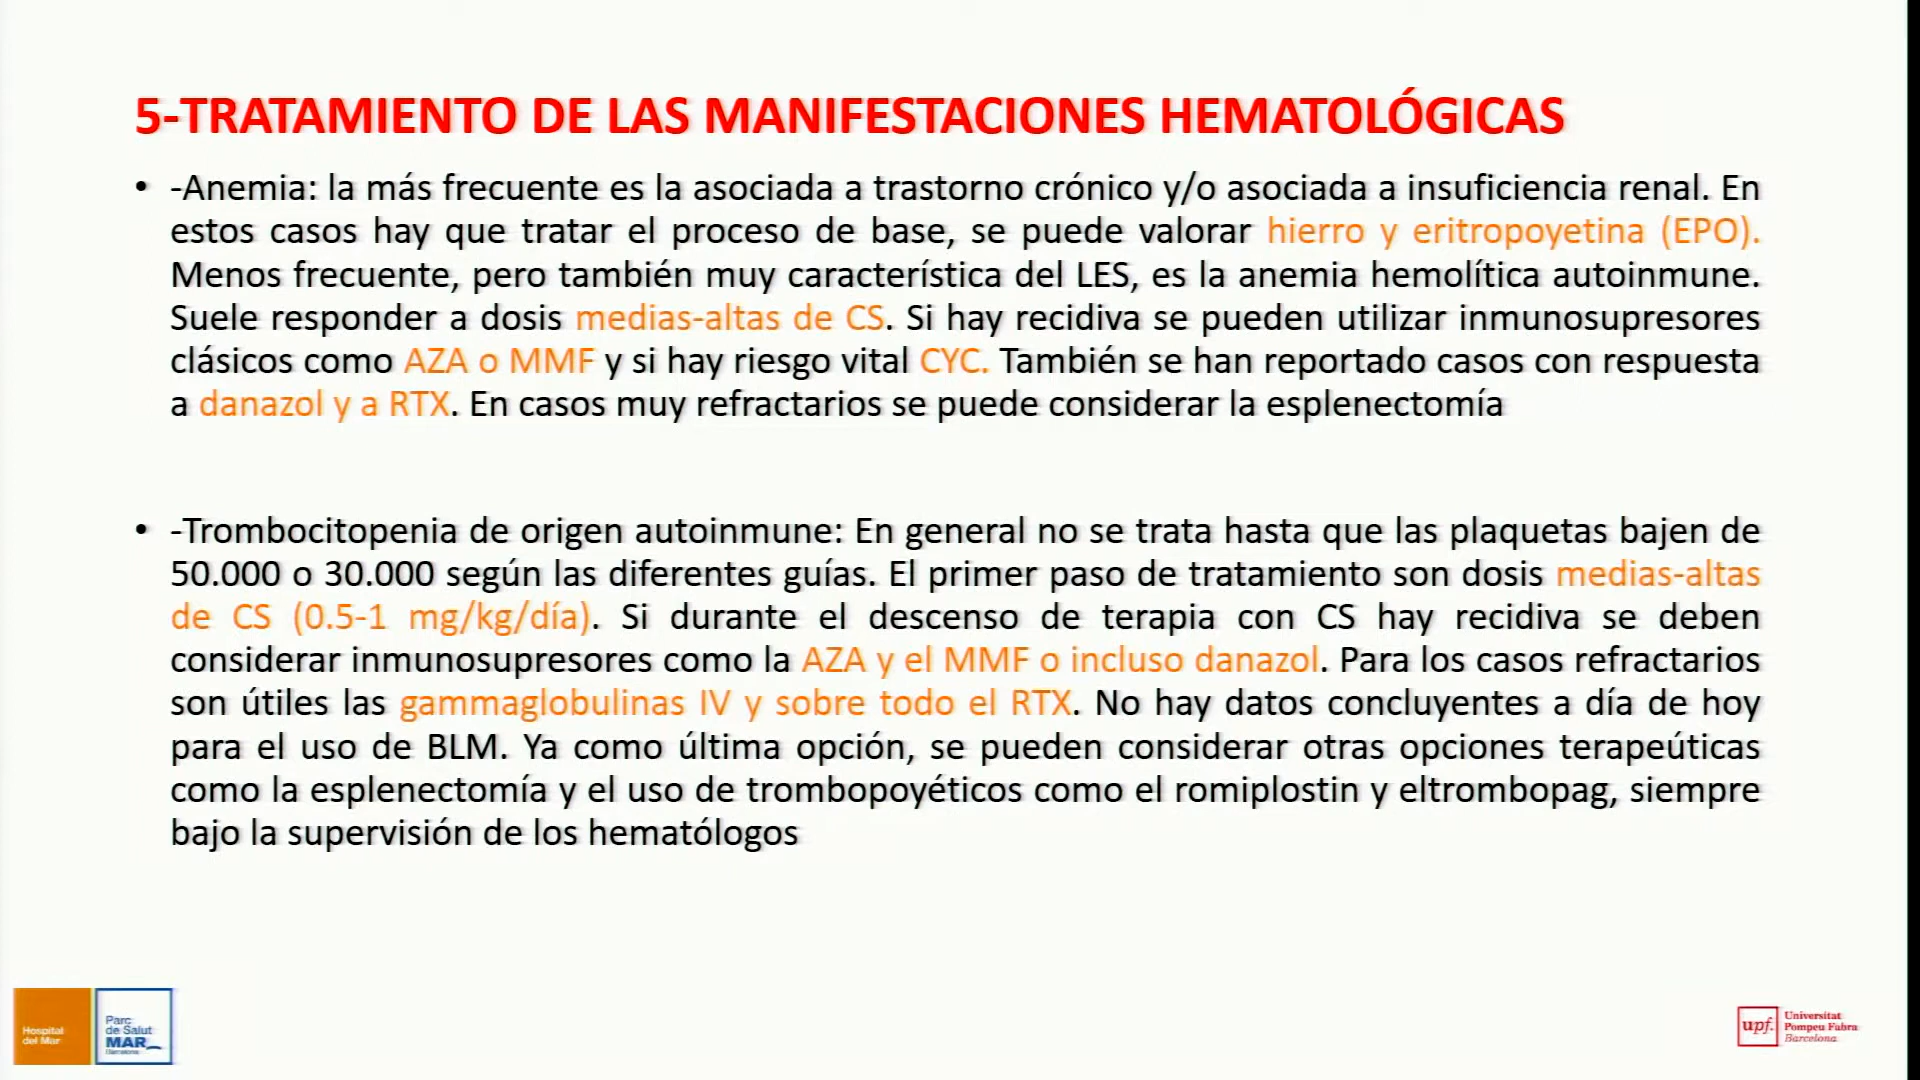 5-TRATAMIENTO DE LAS MANIFESTACIONES HEMATOLÓGICAS
• -Anemia: la más frecuente es la asociada a trastorno crónico y/o asociada a insuficiencia renal. En
estos casos hay que tratar el proceso de base, se puede valorar hierro y eritropoyetina (EPO).
Menos frecuente, pero también muy característica del LES, es la anemia hemolítica autoinmune.
Suele responder a dosis medias-altas de CS. Si hay recidiva se pueden utilizar inmunosupresores
clásicos como AZA o MMF y si hay riesgo vital CYC. También se han reportado casos con respuesta
a danazol y a RTX. En casos muy refractarios se puede considerar la esplenectomía
• -Trombocitopenia de origen autoinmune: En general no se trata hasta que las plaquetas bajen de
50.000 o 30.000 según las diferentes guías. El primer paso de tratamiento son dosis medias-altas
de CS (0.5-1 mg/kg/día). Si durante el descenso de terapia con CS hay recidiva se deben
considerar inmunosupresores como la AZA y el MMF o incluso danazol. Para los casos refractarios
son útiles las gammaglobulinas IV y sobre todo el RTX. No hay datos concluyentes a día de hoy
para el uso de BLM. Ya como última opción, se pueden considerar otras opciones terapeúticas
como la esplenectomía y el uso de trombopoyéticos como el romiplostin y eltrombopag, siempre
bajo la supervisión de los hematólogos
Hospital
del Mar
Parc
de Salut
MAR
Barcelona
upf.
Universitat
Pompeu Fabra
Barcelona